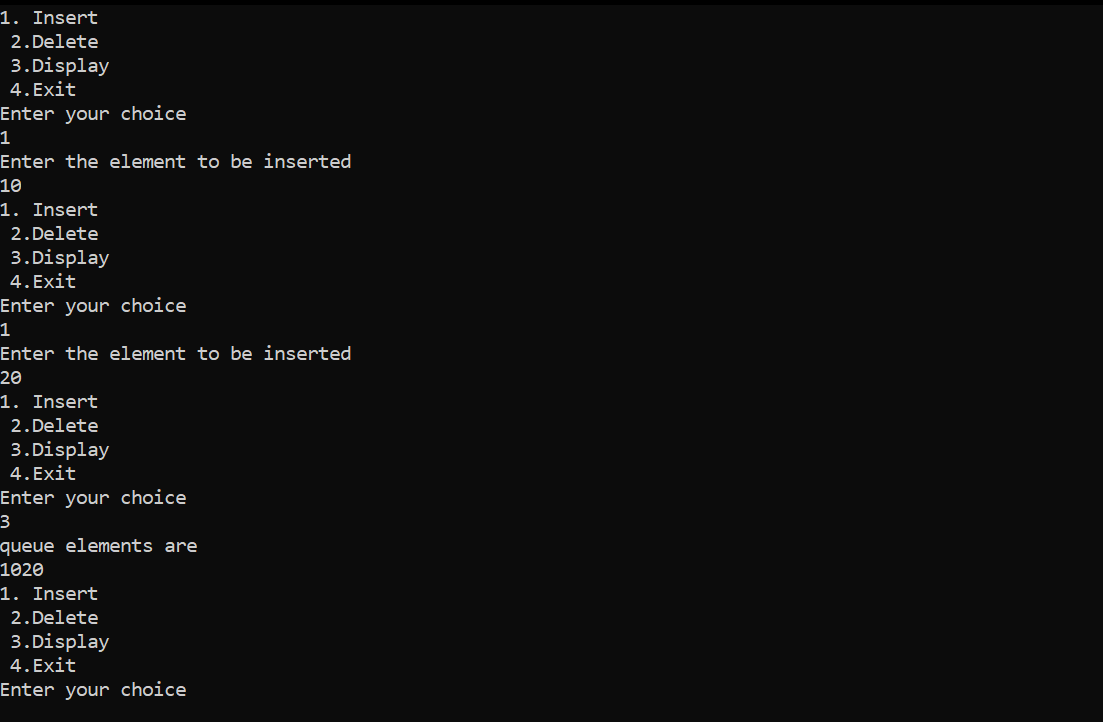 1. Insert
 2.Delete
 3.Display
 4.Exit
Enter your choice
1
Enter the element to be inserted
10
1. Insert
 2.Delete
 3.Display
 4.Exit
Enter your choice
1
Enter the element to be inserted
20
1. Insert
 2.Delete
 3.Display
 4.Exit
Enter your choice
3
queue elements are
1020
1. Insert
 2.Delete
 3.Display
 4.Exit
Enter your choice